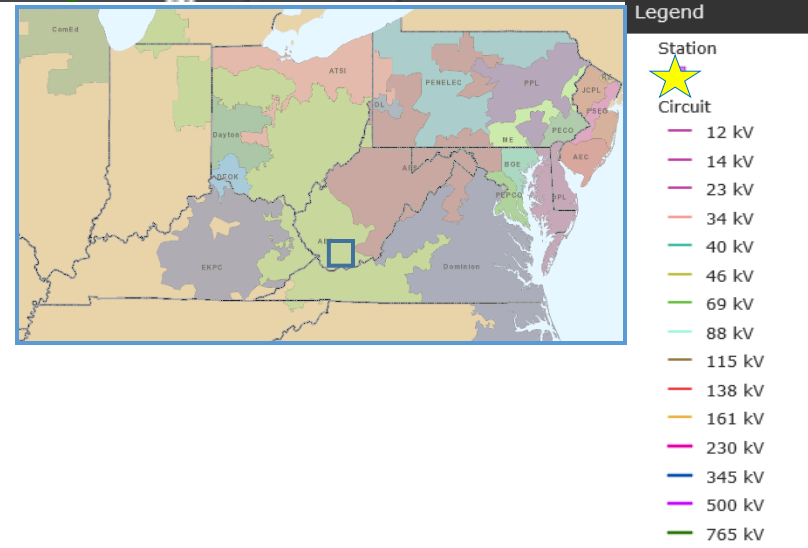 Legend
Station
Circuit
12 kV
14 kV
23 kV
34 kV
40 kV
46 kV
69 kV
88 kV
115 kV
138 kV
161 kV
230 kV
345 kV
500 kV
765 kV
ComEd
ATSI
PENELEC
PPL
JCPL
DL
PSEG
Dayton
PECO
ME
AEC
BGE
DEOK
PEPCO
EKPC
Dominion